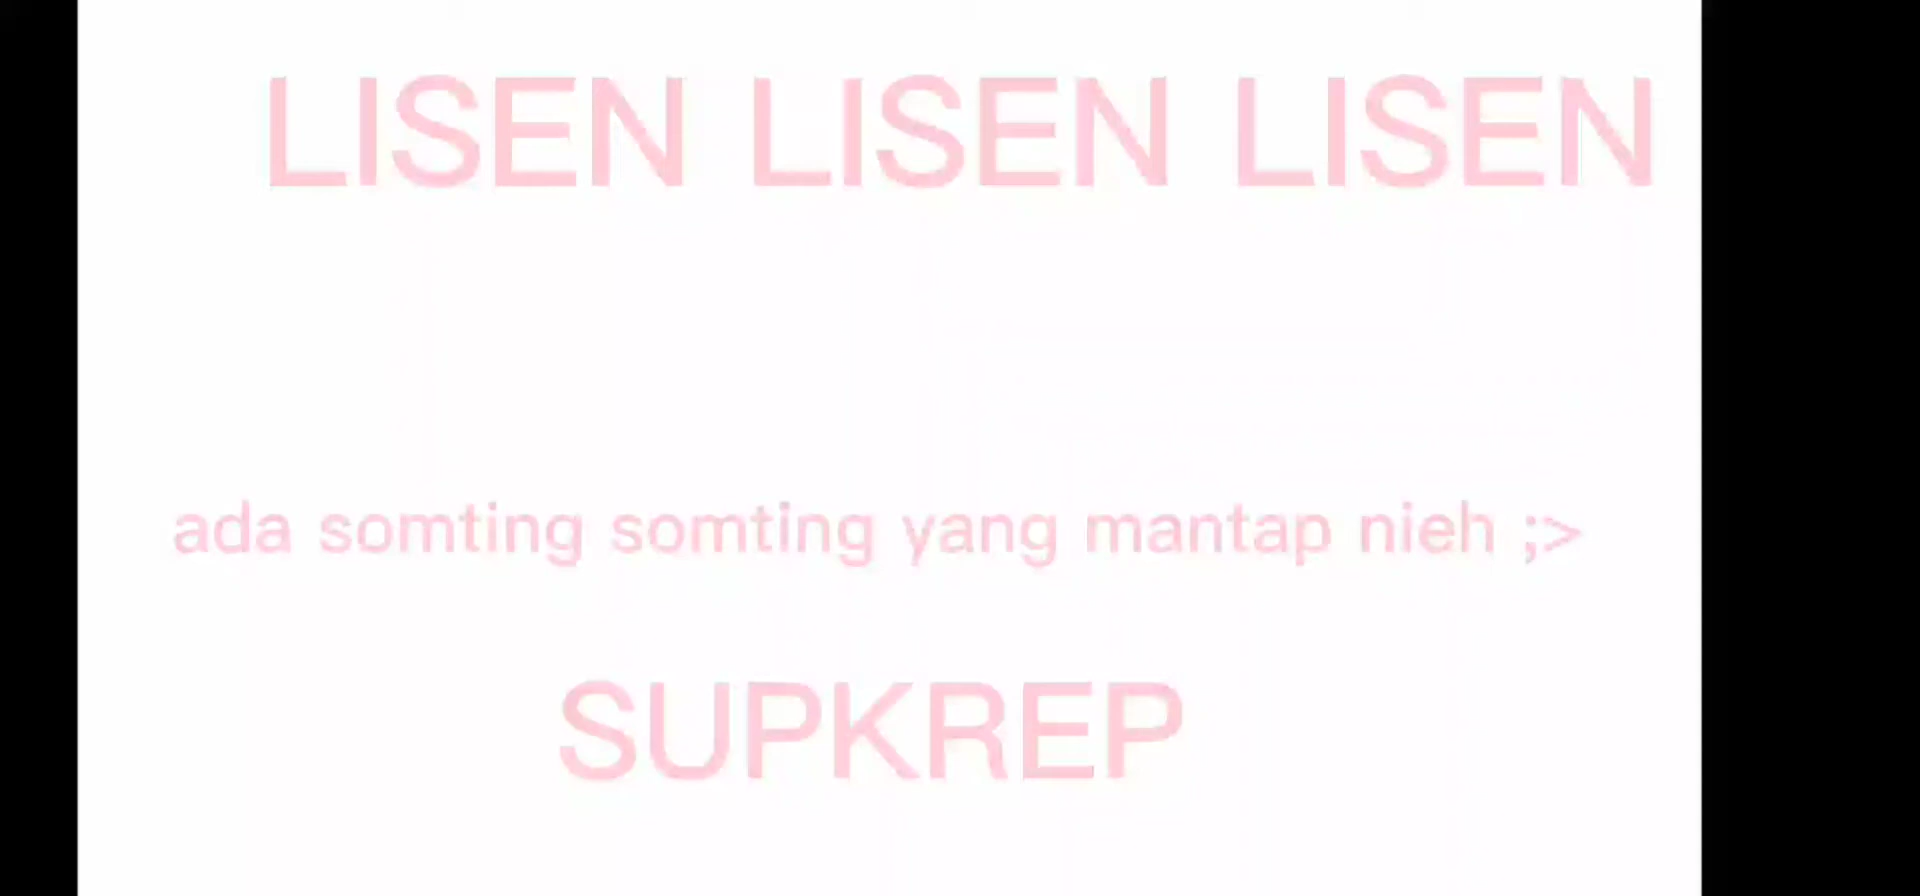 LISEN LISEN LISEN
ada somting somting yang mantap nieh ;>
SUPKREP